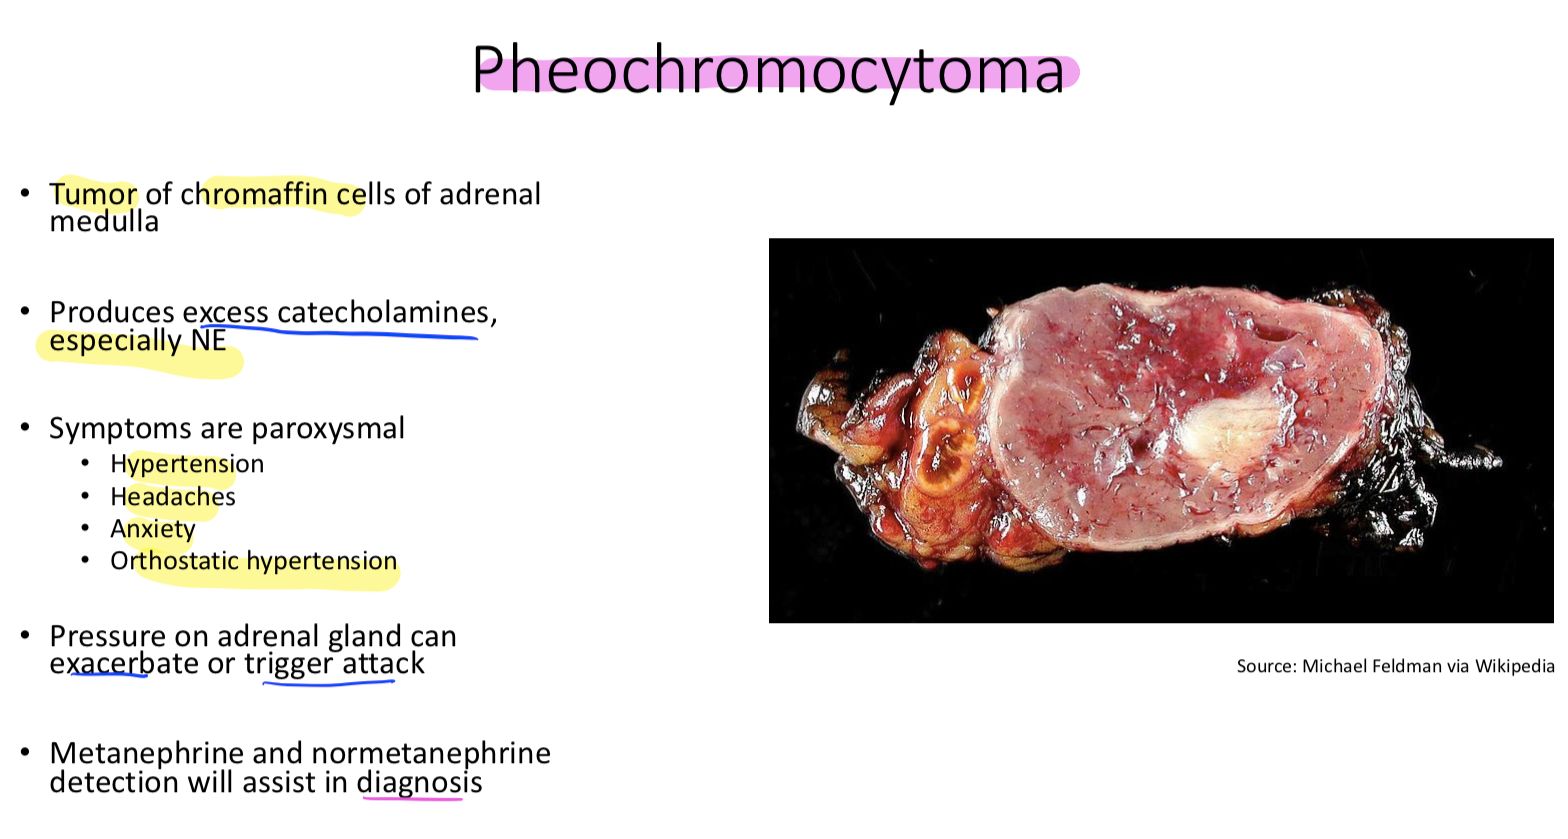 Pheochromocytoma
• Tumor of chromaffin cells of adrenal
medulla
• Produces excess catecholamines,
especially NE
• Symptoms are paroxysmal
• Hypertension
• Headaches
• Anxiety
• Orthostatic hypertension
• Pressure on adrenal gland can
exacerbate or trigger attack
• Metanephrine and normetanephrine
detection will assist in diagnosis
Source: Michael Feldman via Wikipedia